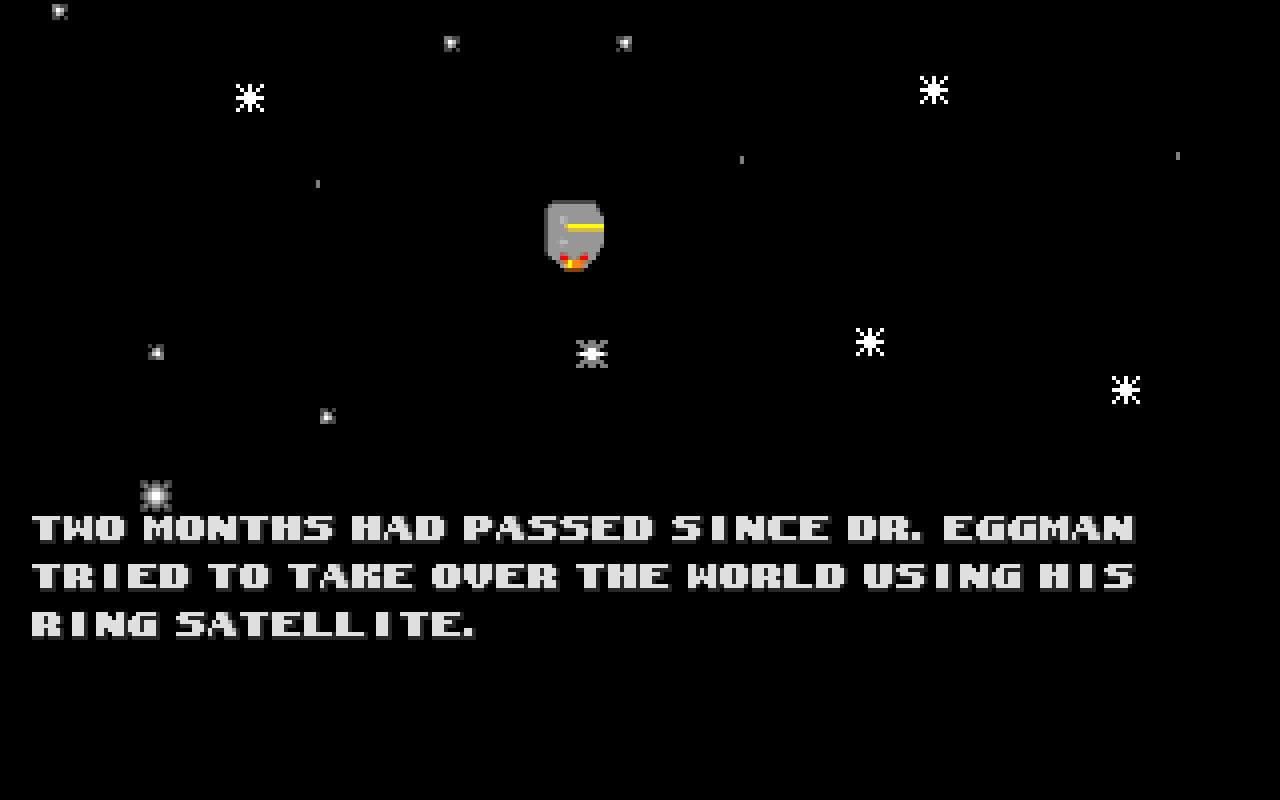 TWO MONTHS HAD PASSED SINCE DR. EGGMAN
TRIED TO TAKE OVER THE WORLD USING HIS
RING SATELLITE.